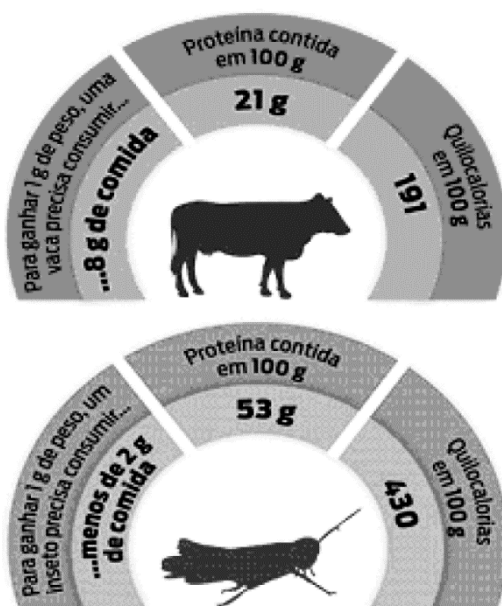 Para ganhar 1 g de peso, uma
vaca precisa consumir...
...8 g de comida
Proteína contida
em 100 g
21 g
Quilocalorias
em 100 g
191
Para ganhar 1 g de peso, um
inseto precisa consumir...
...menos de 2 g
de comida
Proteína contida
em 100 g
53 g
Quilocalorias
em 100 g
430